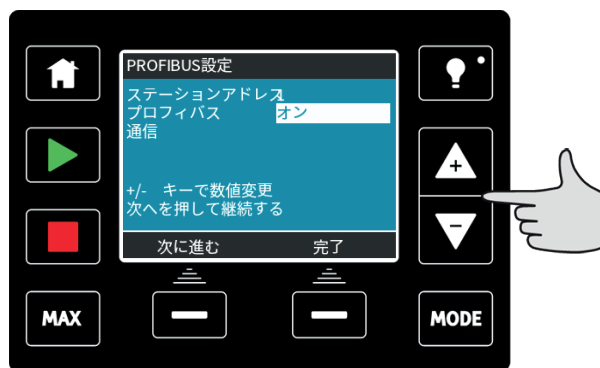 PROFIBUS設定
ステーションアドレス1
プロフィバス オン
通信
+/- キーで数値変更
次へを押して継続する
次に進む 完了
+
-
MAX
MODE